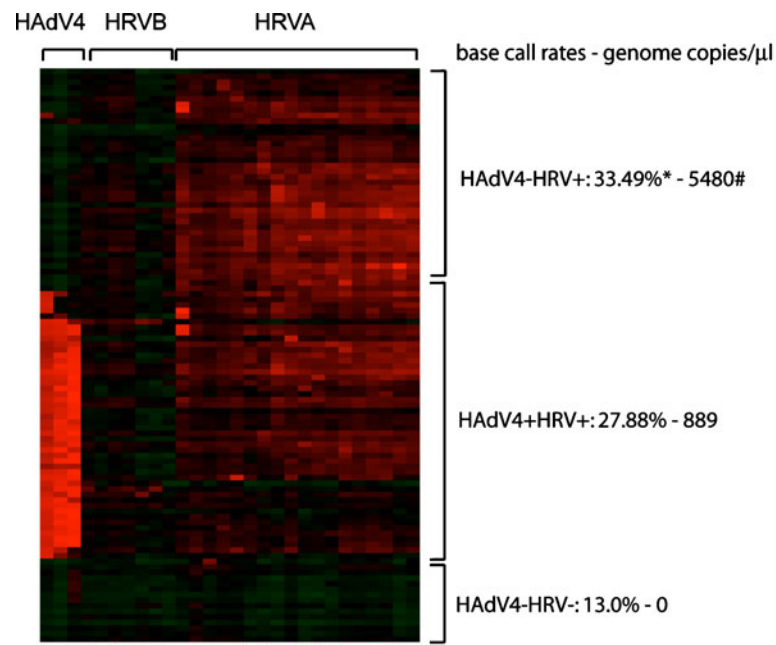 HAdV4 HRVB HRVA
base call rates - genome copies/µl
HAdV4-HRV+: 33.49%* - 5480#
HAdV4+HRV+: 27.88% - 889
HAdV4-HRV-: 13.0% - 0